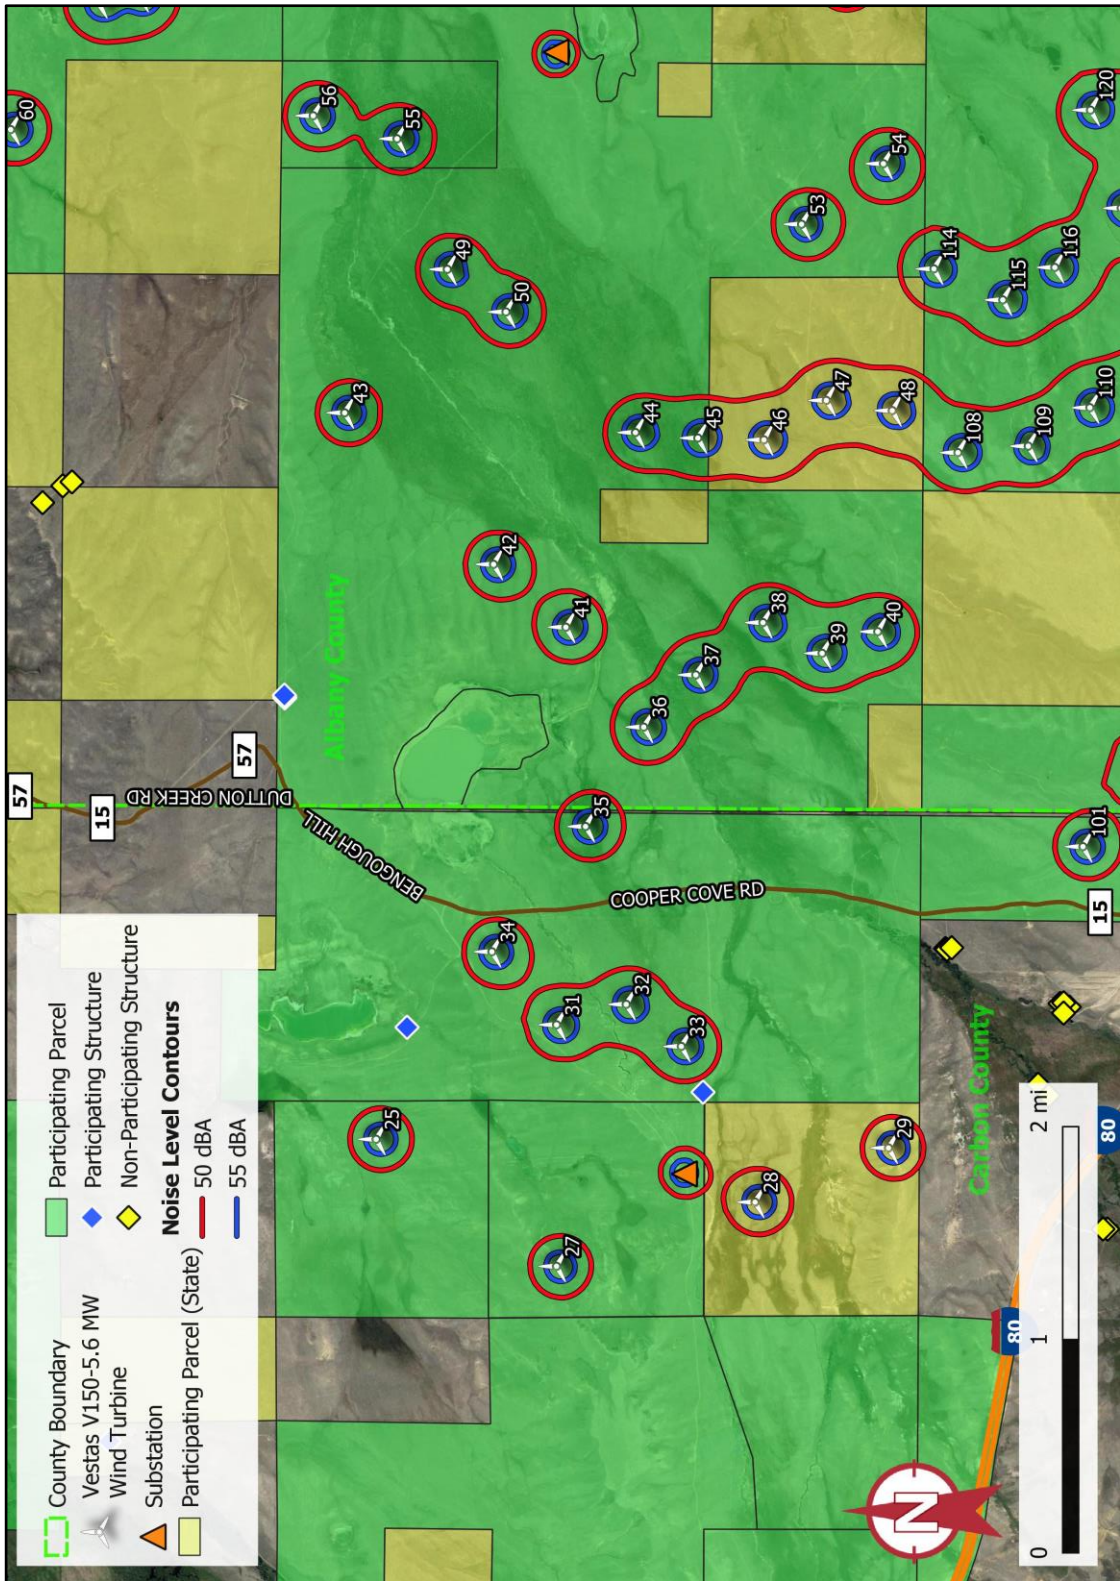 County Boundary
Vestas V150-5.6 MW
Wind Turbine
Substation
Participating Parcel (State)
Participating Parcel
Participating Structure
Non-Participating Structure
Noise Level Contours
50 dBA
55 dBA
60
57
15
57
DUTTON CREEK RD
BENGOUGH HILL
COOPER COVE RD
Albany County
56
55
49
50
43
53
54
44
45
46
47
48
114
115
116
120
108
109
110
42
41
36
37
38
39
40
35
34
31
32
33
25
27
28
29
101
15
Carbon County
80
80
N
0
1
2 mi